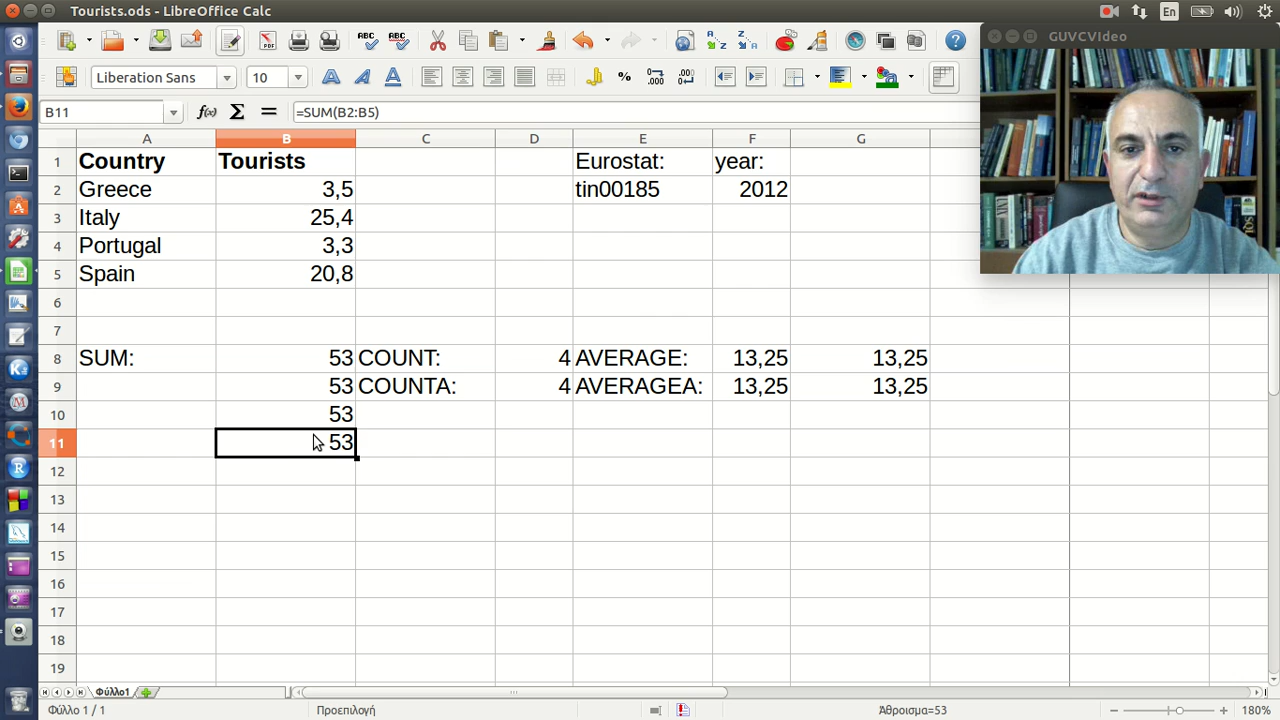 Tourists.ods - LibreOffice Calc
En
GUVCVIdeo
Liberation Sans
10
B11
=SUM(B2:B5)
A B C D E F G
1 Country Tourists Eurostat: year:
2 Greece 3,5 tin00185 2012
3 Italy 25,4
4 Portugal 3,3
5 Spain 20,8
6
7
8 SUM: 53 COUNT: 4 AVERAGE: 13,25 13,25
9 53 COUNTA: 4 AVERAGEA: 13,25 13,25
10 53
11 53
12
13
14
15
16
17
18
19
Φύλλο1
Φύλλο 1 / 1 Προεπιλογή Άθροισμα=53 180%